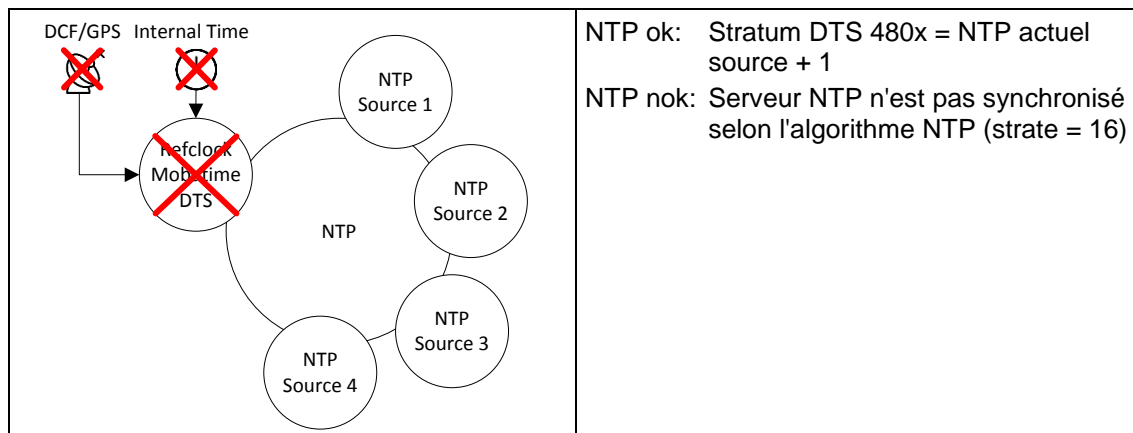 DCF/GPS Internal Time
NTP
Source 1
Refclock
Mobatime
DTS
NTP
Source 2
NTP
NTP
Source 3
NTP
Source 4
NTP ok: Stratum DTS 480x = NTP actuel
source + 1
NTP nok: Serveur NTP n'est pas synchronisé
selon l'algorithme NTP (strate = 16)